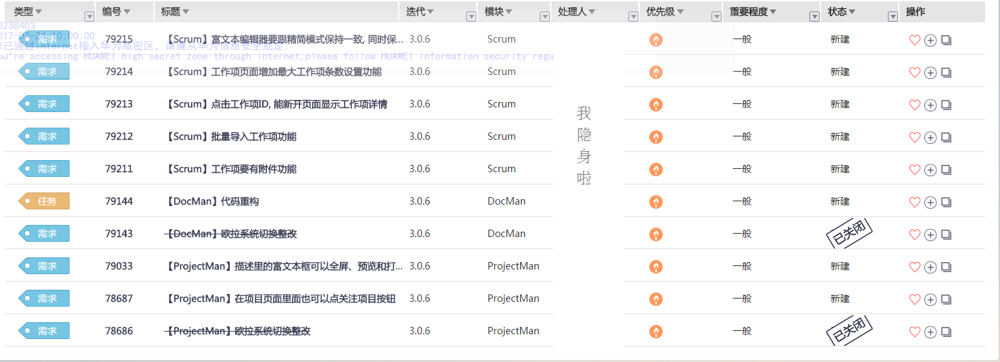 类型 编号 标题 迭代 模块 处理人 优先级 重要程度 状态 操作
0238403
需求 79215 【Scrum】富文本编辑器要跟精简模式保持一致, 同时保... 3.0.6 Scrum 一般 新建
2017-03-24 10:00:00
您已通过internet接入华为高密区, 请遵从华为信息安全规定.
You're accessing HUAWEI high secret zone through internet,please follow HUAWEI information security regu
需求 79214 【Scrum】工作项页面增加最大工作项条数设置功能 3.0.6 Scrum 一般 新建
需求 79213 【Scrum】点击工作项ID, 能新开页面显示工作项详情 3.0.6 Scrum 一般 新建
需求 79212 【Scrum】批量导入工作项功能 3.0.6 Scrum 一般 新建
需求 79211 【Scrum】工作项要有附件功能 3.0.6 Scrum 一般 新建
我
隐
身
啦
任务 79144 【DocMan】代码重构 3.0.6 DocMan 一般 新建
需求 79143 【DocMan】欧拉系统切换整改 3.0.6 DocMan 一般 已关闭
需求 79033 【ProjectMan】描述里的富文本框可以全屏、预览和打... 3.0.6 ProjectMan 一般 新建
需求 78687 【ProjectMan】在项目页面里面也可以点关注项目按钮 3.0.6 ProjectMan 一般 新建
需求 78686 【ProjectMan】欧拉系统切换整改 3.0.6 ProjectMan 一般 已关闭